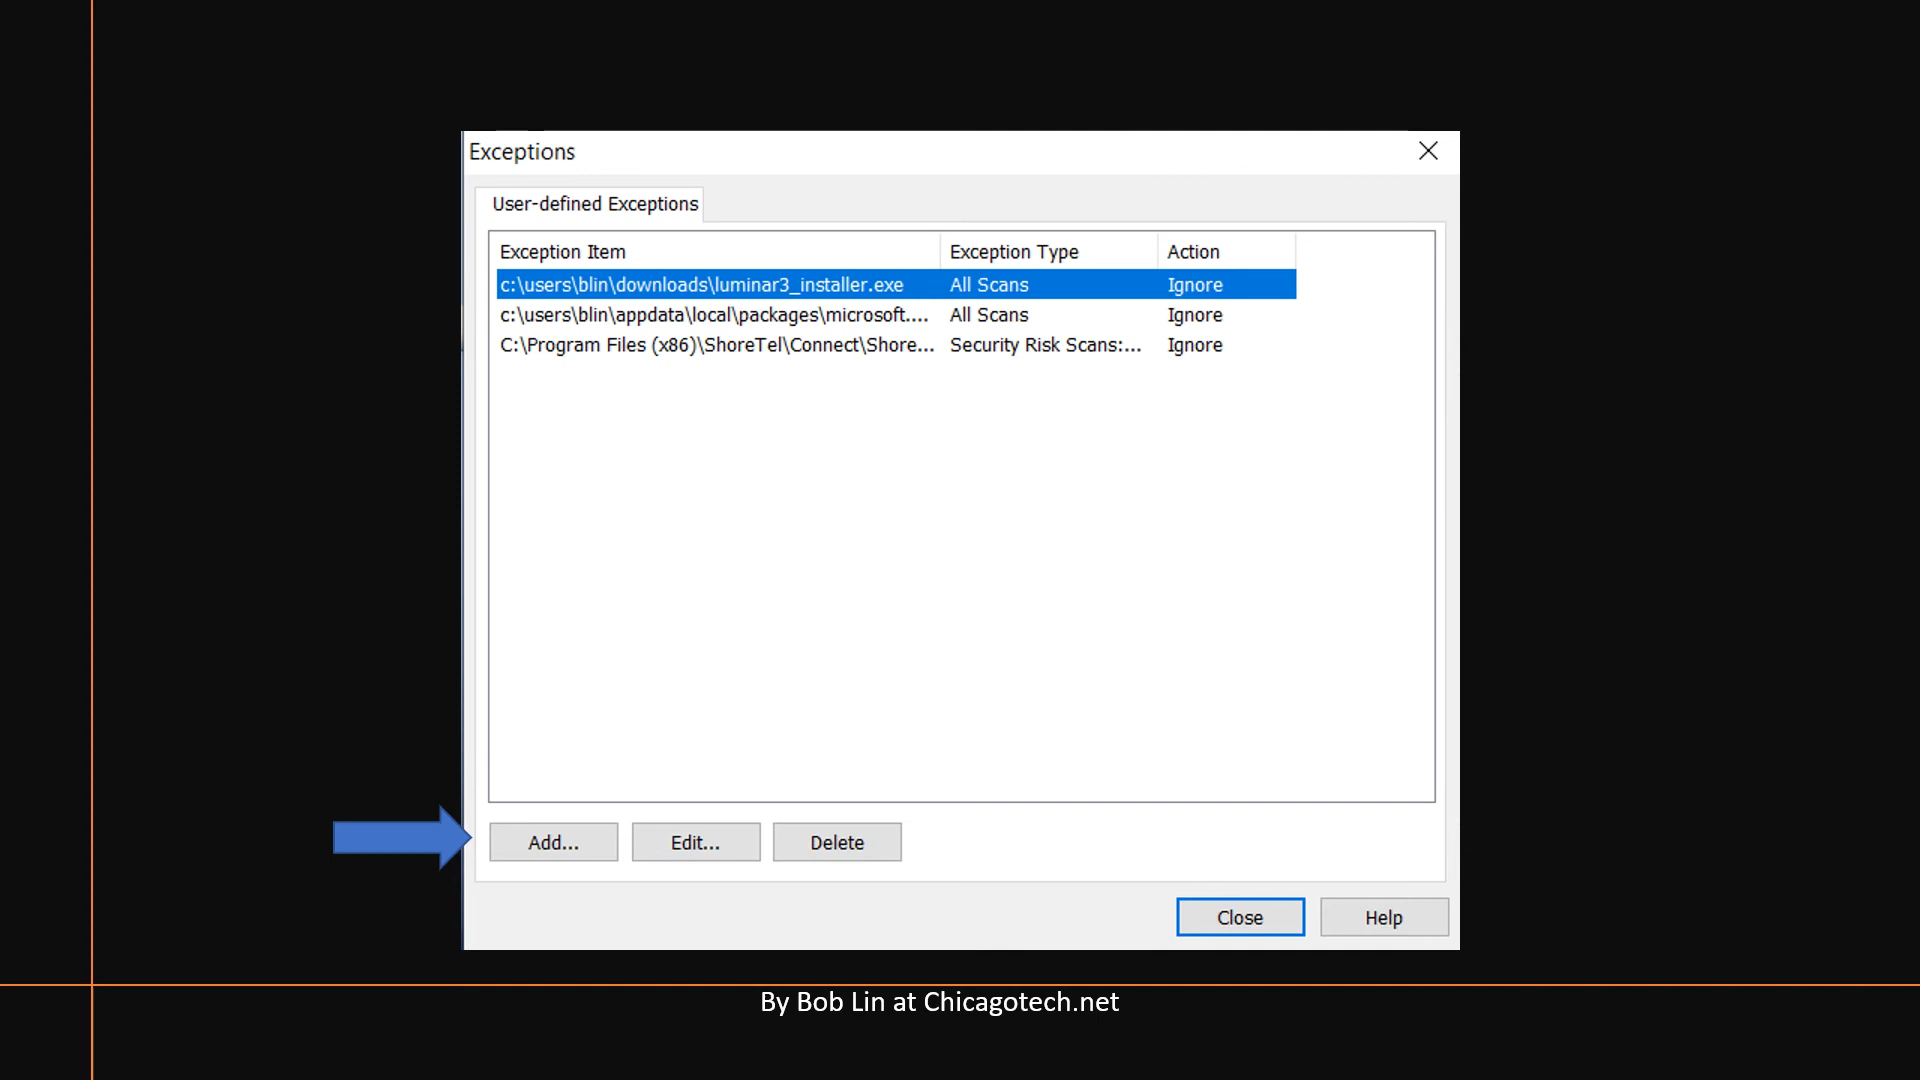 Exceptions
User-defined Exceptions
Exception Item Exception Type Action
c:\users\blin\downloads\luminar3_installer.exe All Scans Ignore
c:\users\blin\appdata\local\packages\microsoft.... All Scans Ignore
C:\Program Files (x86)\ShoreTel\Connect\Shore... Security Risk Scans:... Ignore
Add... Edit... Delete
Close Help
By Bob Lin at Chicagotech.net